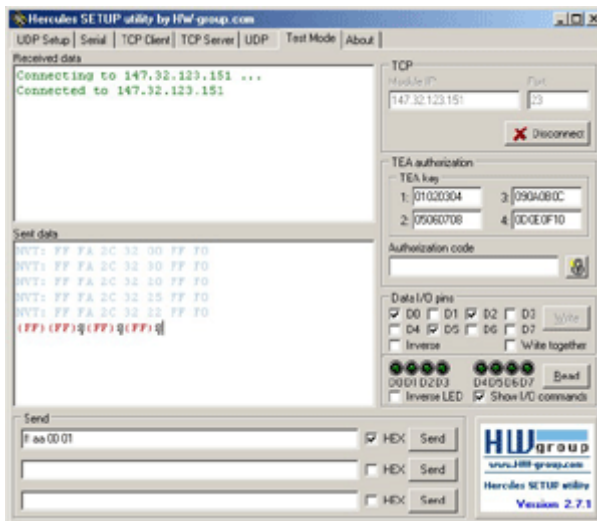 Hercules SETUP utility by HW-group.com
UDP Setup Serial TCP Client TCP Server UDP Test Mode About
Received data
Connecting to 147.32.123.151 ...
Connected to 147.32.123.151
TCP
Module IP Port
147.32.123.151 23
Disconnect
TEA authorization
TEA key
1: 01020304 3: 090A0B0C
2: 05060708 4: 0D0E0F10
Authorization code
Sent data
NVT: FF FA 2C 32 00 FF F0
NVT: FF FA 2C 32 30 FF F0
NVT: FF FA 2C 32 20 FF F0
NVT: FF FA 2C 32 25 FF F0
NVT: FF FA 2C 32 22 FF F0
(FF)(FF) (FF) (FF)
Data I/O pins
D0 D1 D2 D3 Write
D4 D5 D6 D7
Inverse Write together
D0D1D2D3 D4D5D6D7 Read
Inverse LED Show I/O commands
Send
ff aa 00 01 HEX Send
HEX Send
HEX Send
HW group
www.HW-group.com
Hercules SETUP utility
Version 2.7.1